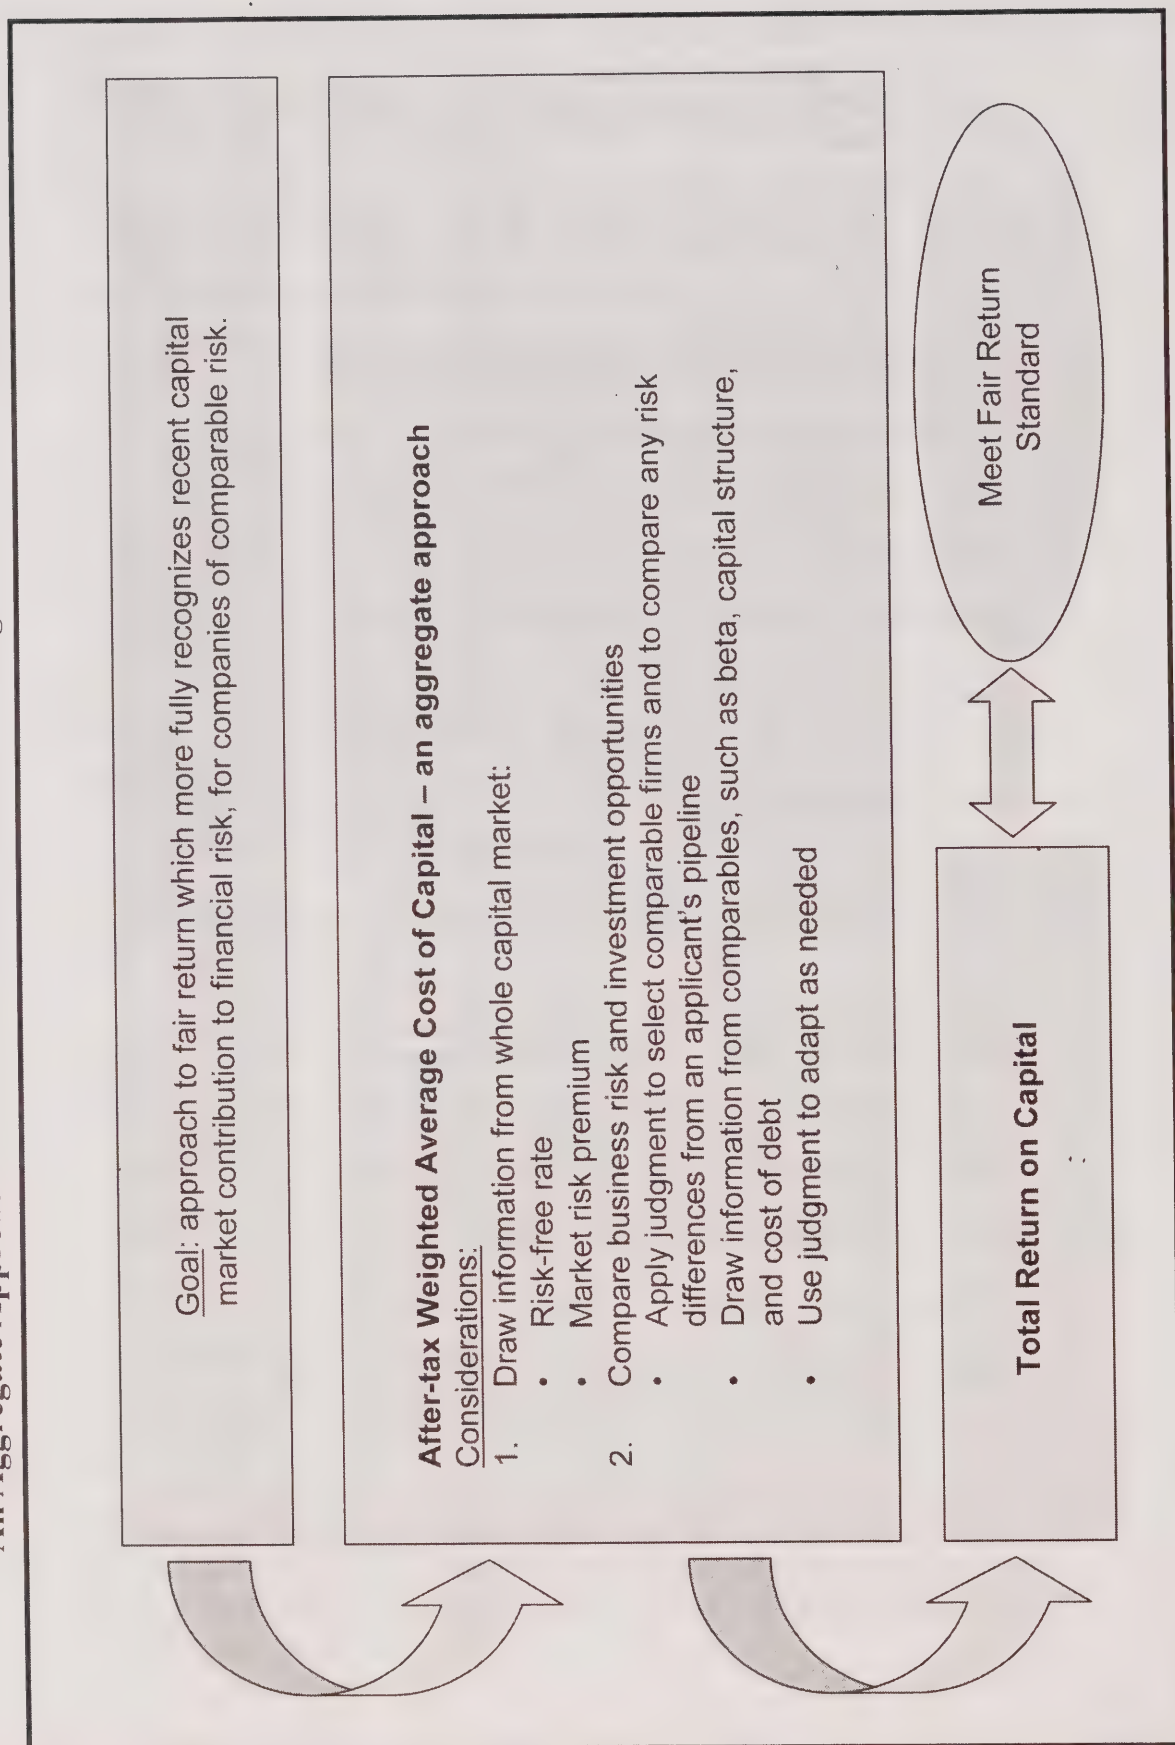 Goal: approach to fair return which more fully recognizes recent capital
market contribution to financial risk, for companies of comparable risk.
After-tax Weighted Average Cost of Capital – an aggregate approach
Considerations:
1. Draw information from whole capital market:
• Risk-free rate
• Market risk premium
2. Compare business risk and investment opportunities
• Apply judgment to select comparable firms and to compare any risk
differences from an applicant's pipeline
• Draw information from comparables, such as beta, capital structure,
and cost of debt
• Use judgment to adapt as needed
Total Return on Capital
Meet Fair Return
Standard